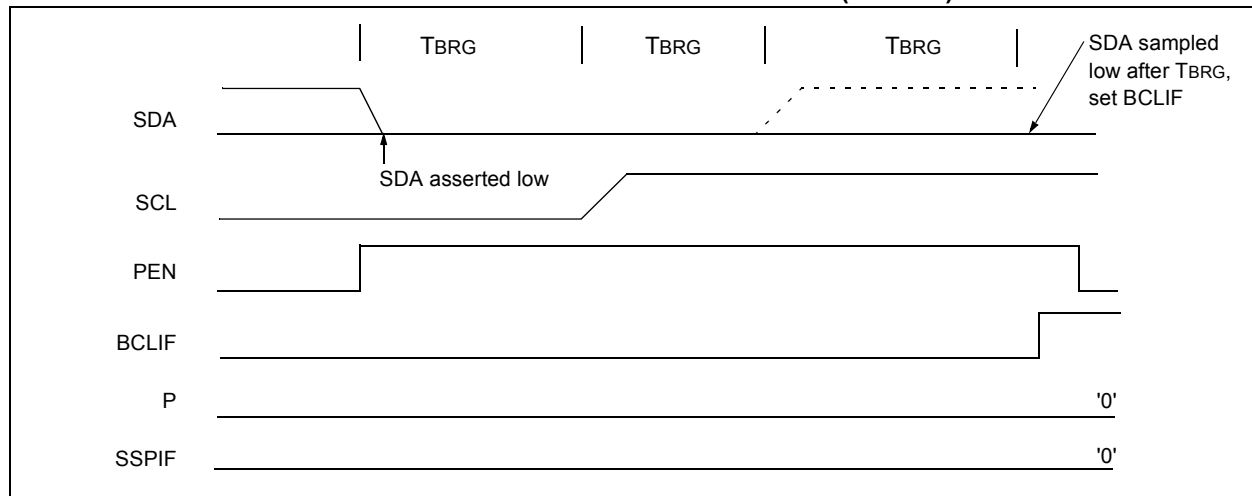 TBRG TBRG TBRG
SDA sampled
low after TBRG,
set BCLIF
SDA
SDA asserted low
SCL
PEN
BCLIF
P '0'
SSPIF '0'